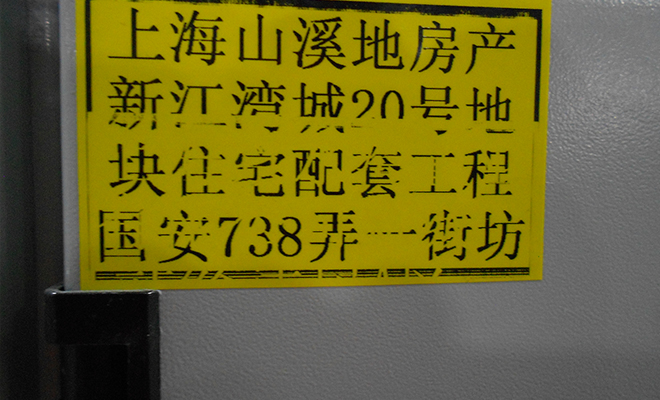 上海山溪地房产
新江湾城20号地
块住宅配套工程
国安738弄一街坊